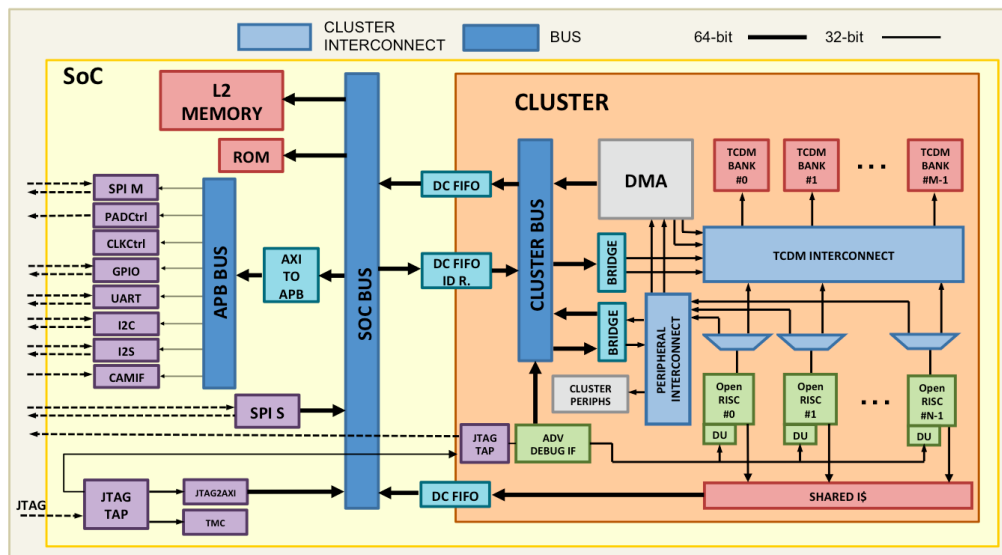 CLUSTER
INTERCONNECT
BUS
64-bit
32-bit
SoC
L2
MEMORY
ROM
SPI M
PADCtrl
CLKCtrl
GPIO
UART
I2C
I2S
CAMIF
APB BUS
AXI
TO
APB
SOC BUS
SPI S
JTAG
JTAG
TAP
JTAG2AXI
TMC
DC FIFO
DC FIFO
ID R.
DC FIFO
CLUSTER
CLUSTER BUS
DMA
BRIDGE
BRIDGE
CLUSTER
PERIPHS
PERIPHERAL
INTERCONNECT
JTAG
TAP
ADV
DEBUG IF
TCDM
BANK
#0
TCDM
BANK
#1
...
TCDM
BANK
#M-1
TCDM INTERCONNECT
Open
RISC
#0
DU
Open
RISC
#1
DU
...
Open
RISC
#N-1
DU
SHARED I$